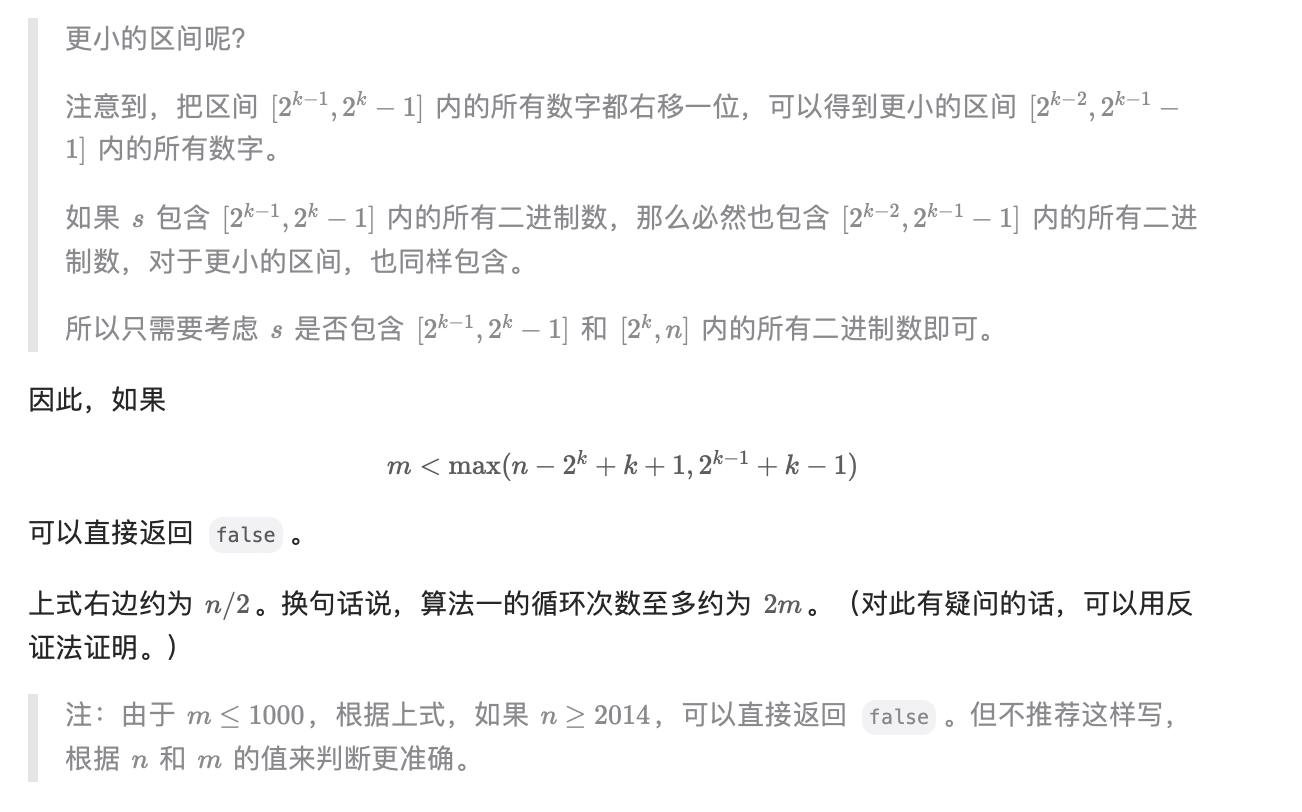 更小的区间呢？
注意到，把区间 [2^{k-1}, 2^k − 1] 内的所有数字都右移一位，可以得到更小的区间 [2^{k-2}, 2^{k-1} −
1] 内的所有数字。
如果 s 包含 [2^{k-1}, 2^k − 1] 内的所有二进制数，那么必然也包含 [2^{k-2}, 2^{k-1} − 1] 内的所有二进
制数，对于更小的区间，也同样包含。
所以只需要考虑 s 是否包含 [2^{k-1}, 2^k − 1] 和 [2^k, n] 内的所有二进制数即可。
因此，如果
m < max(n − 2^k + k + 1, 2^{k-1} + k − 1)
可以直接返回 false 。
上式右边约为 n/2。换句话说，算法一的循环次数至多约为 2m。（对此有疑问的话，可以用反
证法证明。）
注：由于 m ≤ 1000，根据上式，如果 n ≥ 2014，可以直接返回 false 。但不推荐这样写，
根据 n 和 m 的值来判断更准确。